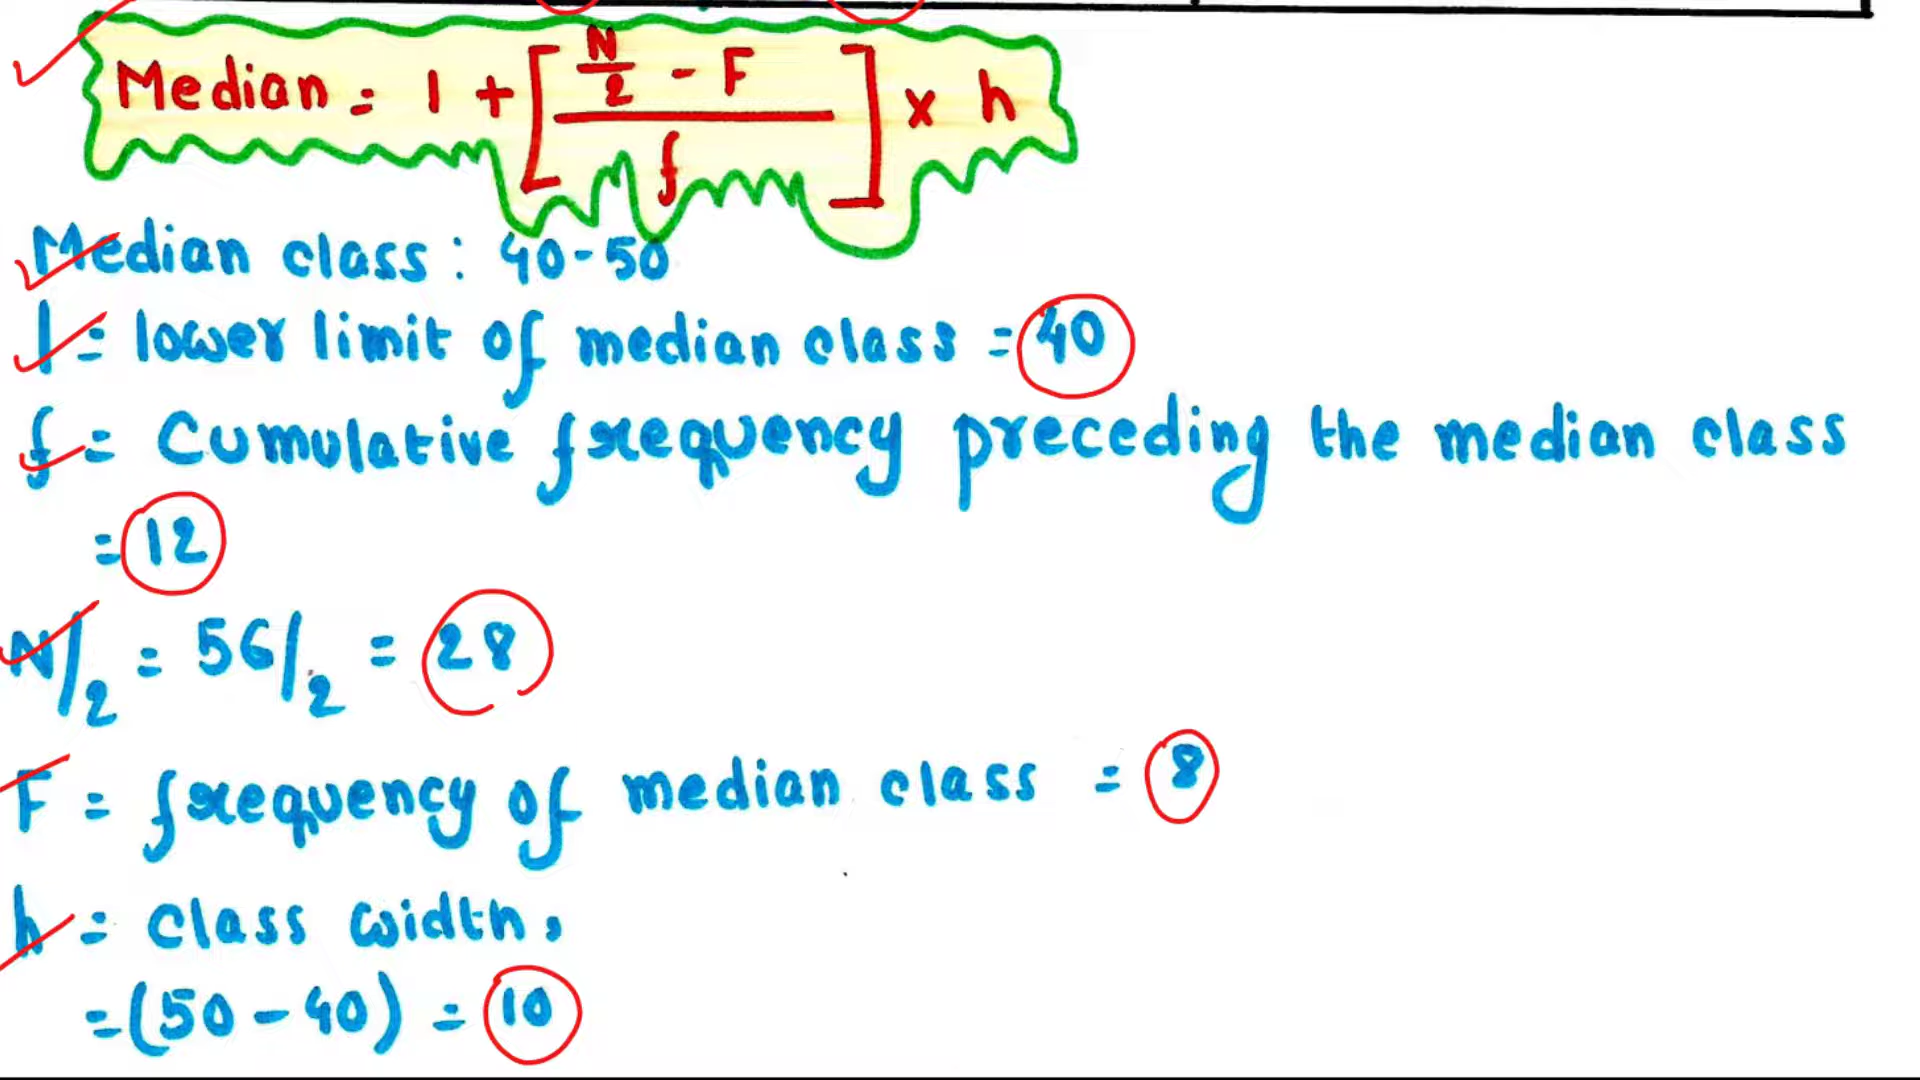 Median = l + [ N/2 - F / f ] x h
Median class : 40-50
l = lower limit of median class = 40
f = Cumulative frequency preceding the median class
= 12
N/2 = 56/2 = 28
F = frequency of median class = 8
h = class width,
= (50 - 40) = 10